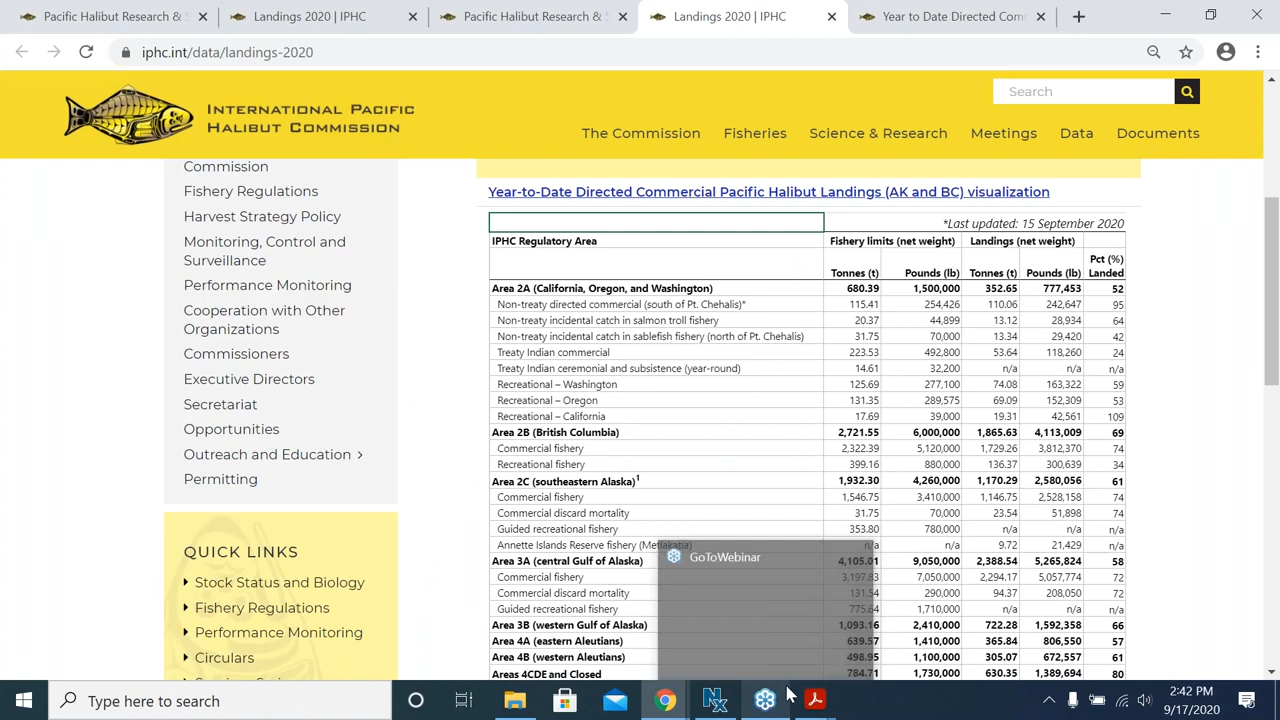 Pacific Halibut Research & S
Landings 2020 | IPHC
Pacific Halibut Research & S
Landings 2020 | IPHC
Year to Date Directed Com
iphc.int/data/landings-2020
INTERNATIONAL PACIFIC
HALIBUT COMMISSION
Search
The Commission Fisheries Science & Research Meetings Data Documents
Commission
Fishery Regulations
Harvest Strategy Policy
Monitoring, Control and
Surveillance
Performance Monitoring
Cooperation with Other
Organizations
Commissioners
Executive Directors
Secretariat
Opportunities
Outreach and Education >
Permitting
QUICK LINKS
Stock Status and Biology
Fishery Regulations
Performance Monitoring
Circulars
Year-to-Date Directed Commercial Pacific Halibut Landings (AK and BC) visualization
*Last updated: 15 September 2020
IPHC Regulatory Area Fishery limits (net weight) Landings (net weight)
Pct (%)
Tonnes (t) Pounds (lb) Tonnes (t) Pounds (lb) Landed
Area 2A (California, Oregon, and Washington) 680.39 1,500,000 352.65 777,453 52
Non-treaty directed commercial (south of Pt. Chehalis)* 115.41 254,426 110.06 242,647 95
Non-treaty incidental catch in salmon troll fishery 20.37 44,899 13.12 28,934 64
Non-treaty incidental catch in sablefish fishery (north of Pt. Chehalis) 31.75 70,000 13.34 29,420 42
Treaty Indian commercial 223.53 492,800 53.64 118,260 24
Treaty Indian ceremonial and subsistence (year-round) 14.61 32,200 n/a n/a n/a
Recreational – Washington 125.69 277,100 74.08 163,322 59
Recreational – Oregon 131.35 289,575 69.09 152,309 53
Recreational – California 17.69 39,000 19.31 42,561 109
Area 2B (British Columbia) 2,721.55 6,000,000 1,865.63 4,113,009 69
Commercial fishery 2,322.39 5,120,000 1,729.26 3,812,370 74
Recreational fishery 399.16 880,000 136.37 300,639 34
Area 2C (southeastern Alaska)¹ 1,932.30 4,260,000 1,170.29 2,580,056 61
Commercial fishery 1,546.75 3,410,000 1,146.75 2,528,158 74
Commercial discard mortality 31.75 70,000 23.54 51,898 74
Guided recreational fishery 353.80 780,000 n/a n/a n/a
Annette Islands Reserve fishery (Metlakatla) n/a n/a 9.72 21,429 n/a
Area 3A (central Gulf of Alaska) 4,105.01 9,050,000 2,388.54 5,265,824 58
Commercial fishery 3,197.83 7,050,000 2,294.17 5,057,774 72
Commercial discard mortality 131.54 290,000 94.37 208,050 72
Guided recreational fishery 775.64 1,710,000 n/a n/a n/a
Area 3B (western Gulf of Alaska) 1,093.16 2,410,000 722.28 1,592,358 66
Area 4A (eastern Aleutians) 639.57 1,410,000 365.84 806,550 57
Area 4B (western Aleutians) 498.95 1,100,000 305.07 672,557 61
Areas 4CDE and Closed 784.71 1,730,000 630.35 1,389,694 80
GoToWebinar
Type here to search
2:42 PM
9/17/2020